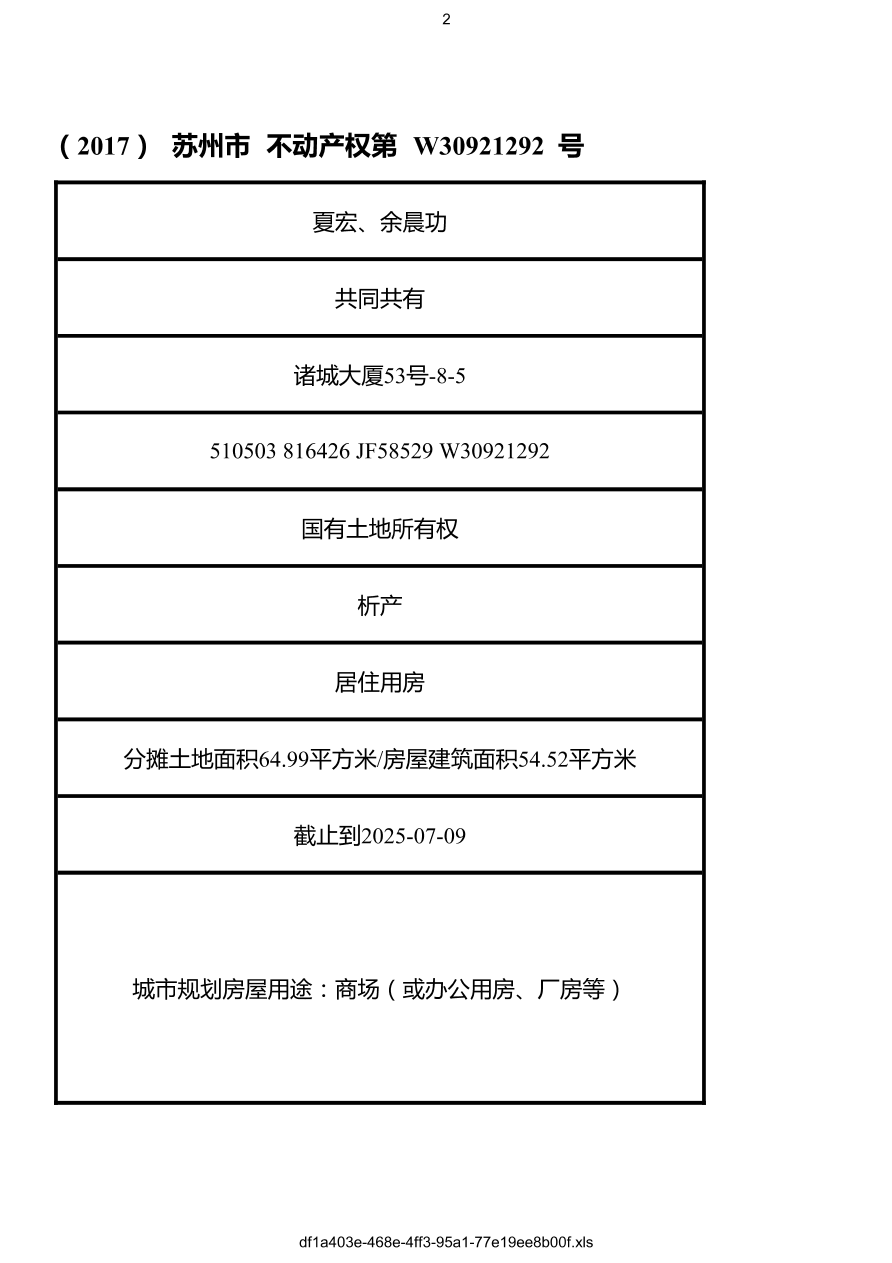 2
（2017） 苏州市 不动产权第 W30921292 号
夏宏、余晨功
共同共有
诸城大厦53号-8-5
510503 816426 JF58529 W30921292
国有土地所有权
析产
居住用房
分摊土地面积64.99平方米/房屋建筑面积54.52平方米
截止到2025-07-09
城市规划房屋用途：商场（或办公用房、厂房等）
df1a403e-468e-4ff3-95a1-77e19ee8b00f.xls